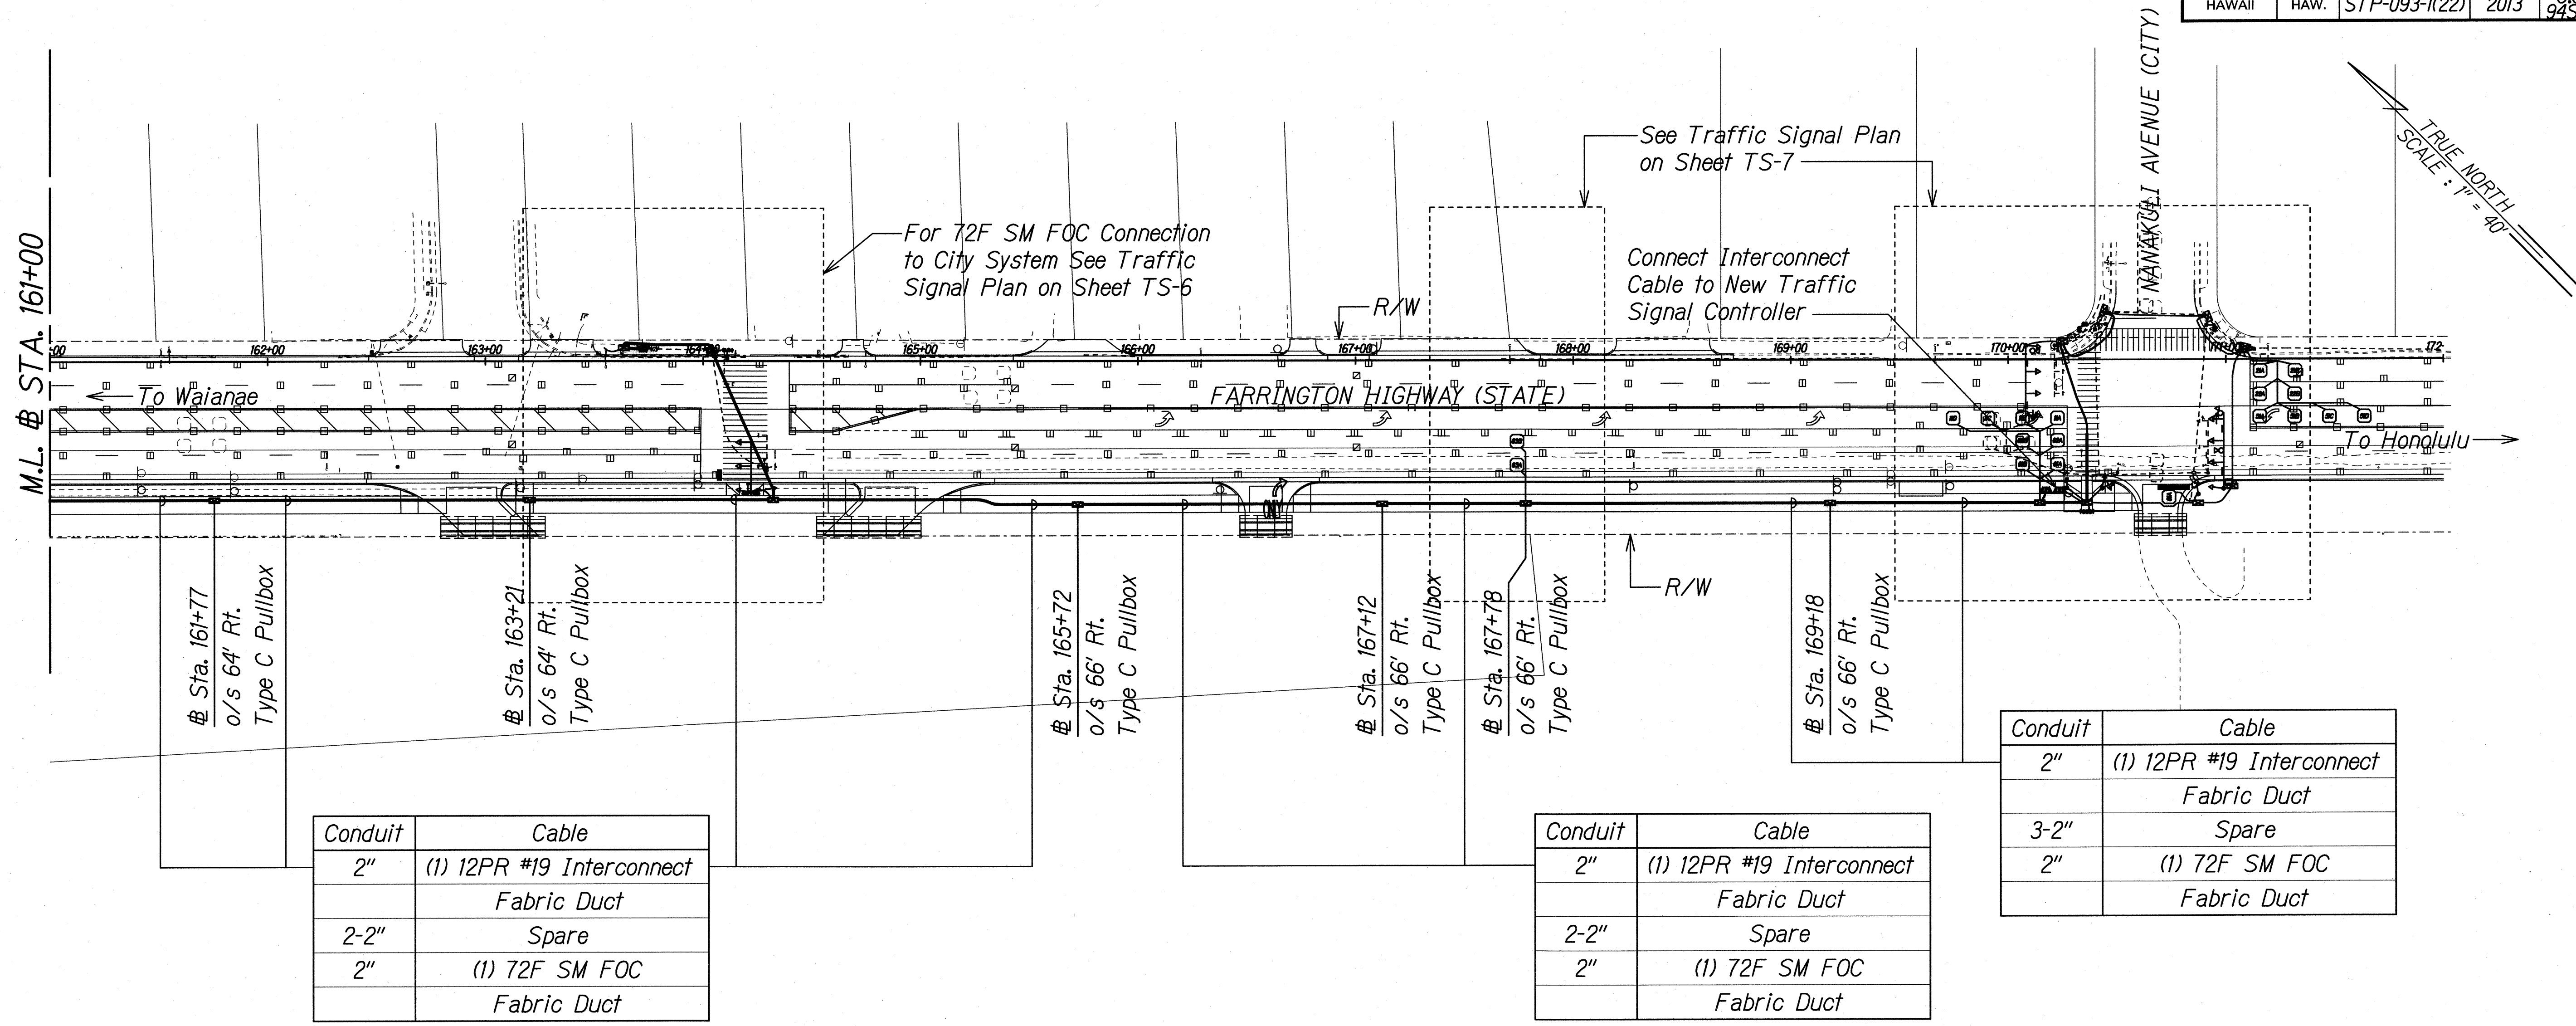 HAWAII HAW. STP-093-1(22) 2013
NANAKULI AVENUE (CITY)
TRUE NORTH
SCALE : 1" = 40'
M.L. ⅊ STA. 161+00
See Traffic Signal Plan
on Sheet TS-7
For 72F SM FOC Connection
to City System See Traffic
Signal Plan on Sheet TS-6
Connect Interconnect
Cable to New Traffic
Signal Controller
R/W
162+00 163+00 165+00 166+00 167+00 168+00 169+00 170+00 172
To Waianae
FARRINGTON HIGHWAY (STATE)
To Honolulu
ONLY
R/W
⅊ Sta. 161+77
o/s 64' Rt.
Type C Pullbox
⅊ Sta. 163+21
o/s 64' Rt.
Type C Pullbox
⅊ Sta. 165+72
o/s 66' Rt.
Type C Pullbox
⅊ Sta. 167+12
o/s 66' Rt.
Type C Pullbox
⅊ Sta. 167+78
o/s 66' Rt.
Type C Pullbox
⅊ Sta. 169+18
o/s 66' Rt.
Type C Pullbox
Conduit Cable
2" (1) 12PR #19 Interconnect
Fabric Duct
2-2" Spare
2" (1) 72F SM FOC
Fabric Duct
Conduit Cable
2" (1) 12PR #19 Interconnect
Fabric Duct
2-2" Spare
2" (1) 72F SM FOC
Fabric Duct
Conduit Cable
2" (1) 12PR #19 Interconnect
Fabric Duct
3-2" Spare
2" (1) 72F SM FOC
Fabric Duct